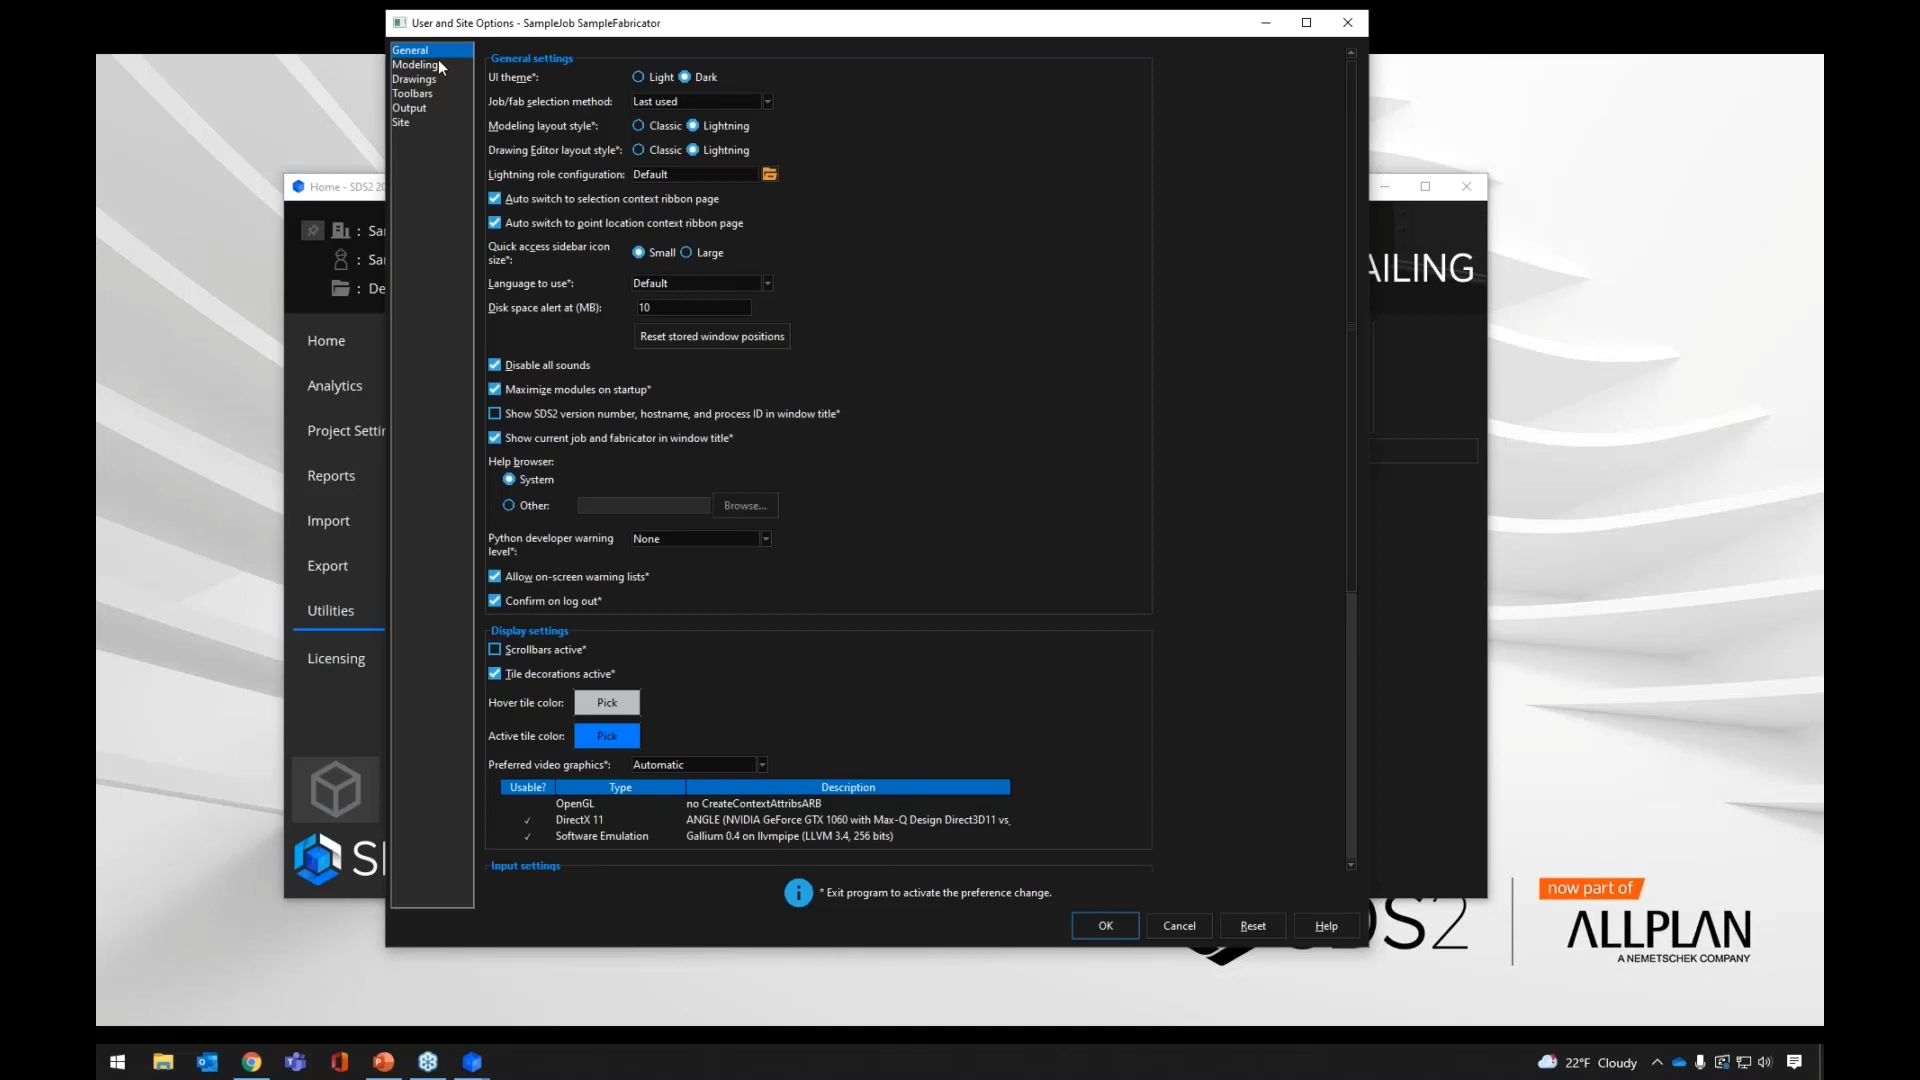 User and Site Options - SampleJob SampleFabricator
General
Modeling
Drawings
Toolbars
Output
Site
General settings
UI theme*:
Light
Dark
Job/fab selection method:
Last used
Modeling layout style*:
Classic
Lightning
Drawing Editor layout style*:
Classic
Lightning
Lightning role configuration:
Default
Auto switch to selection context ribbon page
Auto switch to point location context ribbon page
Quick access sidebar icon
size*:
Small
Large
Language to use*:
Default
Disk space alert at (MB):
10
Reset stored window positions
Disable all sounds
Maximize modules on startup*
Show SDS2 version number, hostname, and process ID in window title*
Show current job and fabricator in window title*
Help browser:
System
Other:
Browse...
Python developer warning
level*:
None
Allow on-screen warning lists*
Confirm on log out*
Display settings
Scrollbars active*
Tile decorations active*
Hover tile color:
Pick
Active tile color:
Pick
Preferred video graphics*:
Automatic
Usable?
Type
Description
OpenGL
no CreateContextAttribsARB
✓
DirectX 11
ANGLE (NVIDIA GeForce GTX 1060 with Max-Q Design Direct3D11 vs_
✓
Software Emulation
Gallium 0.4 on llvmpipe (LLVM 3.4, 256 bits)
Input settings
* Exit program to activate the preference change.
OK
Cancel
Reset
Help
Home - SDS2 20
: Sa
: Sa
: De
Home
Analytics
Project Setti
Reports
Import
Export
Utilities
Licensing
AILING
DS2
now part of
ALLPLAN
A NEMETSCHEK COMPANY
22°F Cloudy